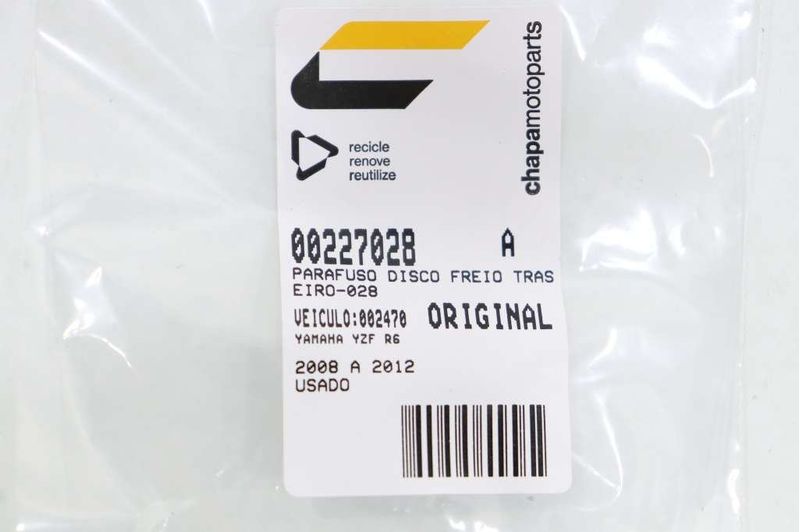 chapamotoparts
recicle
renove
reutilize
00227028 A
PARAFUSO DISCO FREIO TRAS
EIRO-028
VEICULO:002470 ORIGINAL
YAMAHA YZF R6
2008 A 2012
USADO